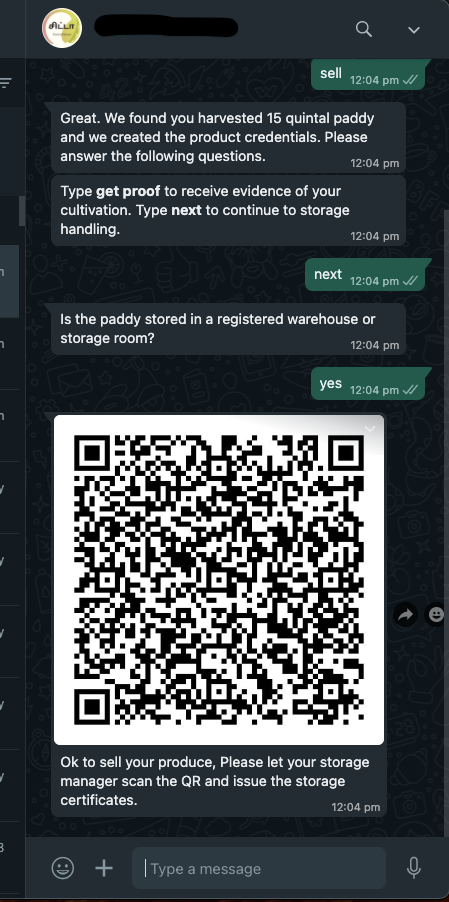 சிட்டா
sell
12:04 pm
Great. We found you harvested 15 quintal paddy
and we created the product credentials. Please
answer the following questions.
12:04 pm
Type get proof to receive evidence of your
cultivation. Type next to continue to storage
handling.
12:04 pm
next
12:04 pm
Is the paddy stored in a registered warehouse or
storage room?
12:04 pm
yes
12:04 pm
Ok to sell your produce, Please let your storage
manager scan the QR and issue the storage
certificates.
12:04 pm
Type a message